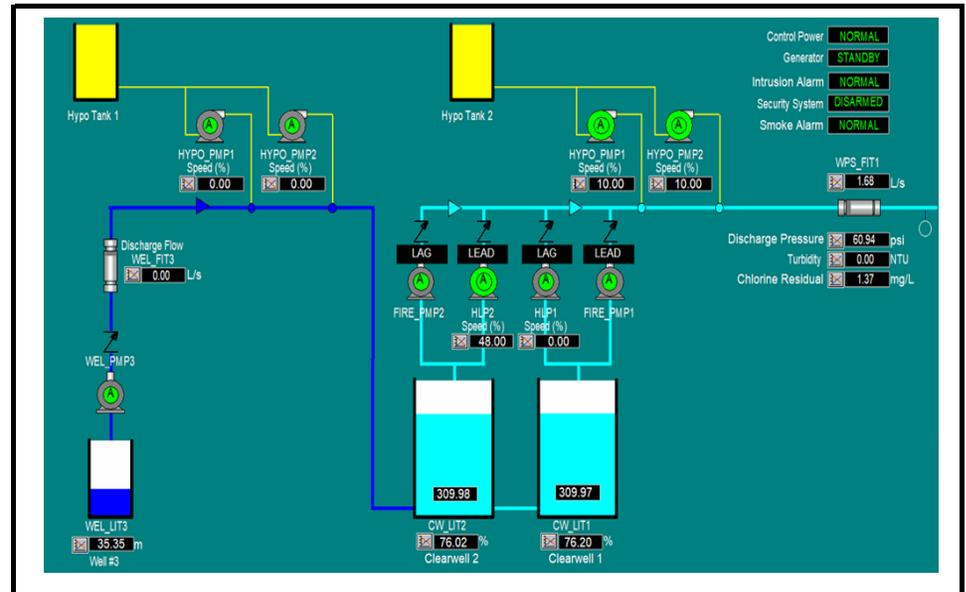 Control Power NORMAL
Generator STANDBY
Intrusion Alarm NORMAL
Security System DISARMED
Smoke Alarm NORMAL
Hypo Tank 1
Hypo Tank 2
A
A
A
A
HYPO_PMP1
Speed (%)
0.00
HYPO_PMP2
Speed (%)
0.00
HYPO_PMP1
Speed (%)
10.00
HYPO_PMP2
Speed (%)
10.00
WPS_FIT1
1.68 L/s
Discharge Flow
WEL_FIT3
0.00 L/s
Discharge Pressure 60.94 psi
Turbidity 0.00 NTU
Chlorine Residual 1.37 mg/L
LAG
LEAD
LAG
LEAD
A
A
A
A
FIRE_PMP2
HLP2
Speed (%)
48.00
HLP1
Speed (%)
0.00
FIRE_PMP1
WEL_PMP3
A
309.98
309.97
WEL_LIT3
35.35 m
Well #3
CW_LIT2
76.02 %
Clearwell 2
CW_LIT1
76.20 %
Clearwell 1